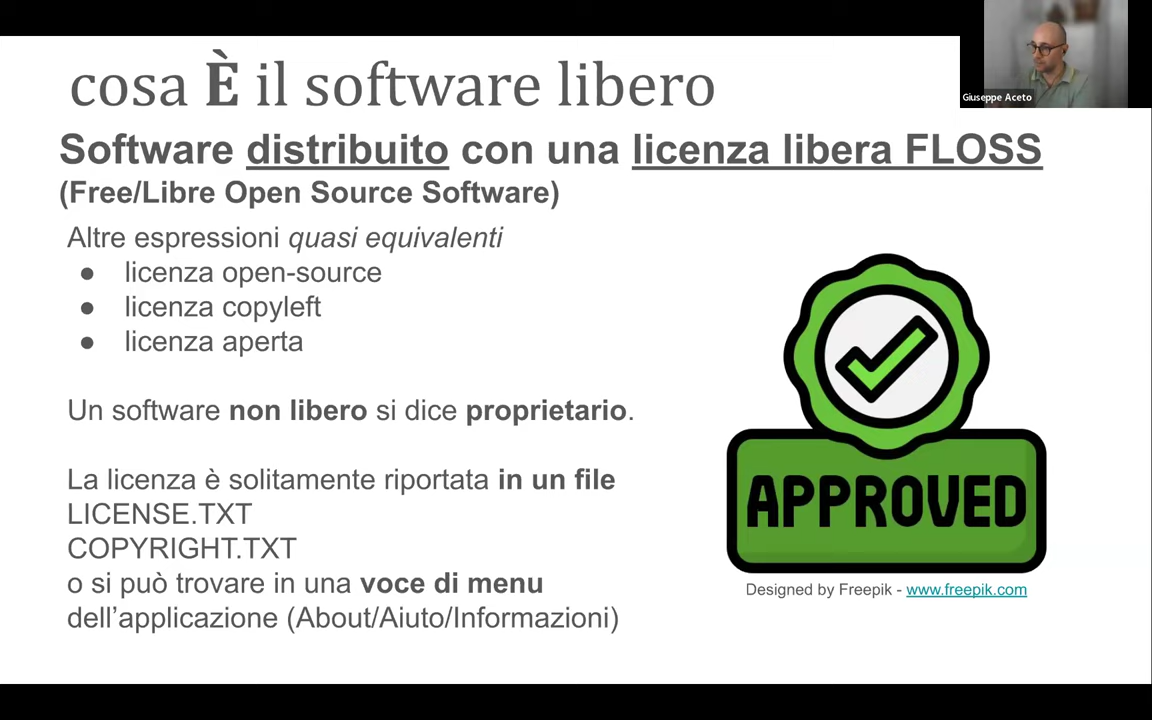 cosa È il software libero
Giuseppe Aceto
Software distribuito con una licenza libera FLOSS
(Free/Libre Open Source Software)
Altre espressioni quasi equivalenti
● licenza open-source
● licenza copyleft
● licenza aperta
Un software non libero si dice proprietario.
La licenza è solitamente riportata in un file
LICENSE.TXT
COPYRIGHT.TXT
o si può trovare in una voce di menu
dell’applicazione (About/Aiuto/Informazioni)
APPROVED
Designed by Freepik - www.freepik.com